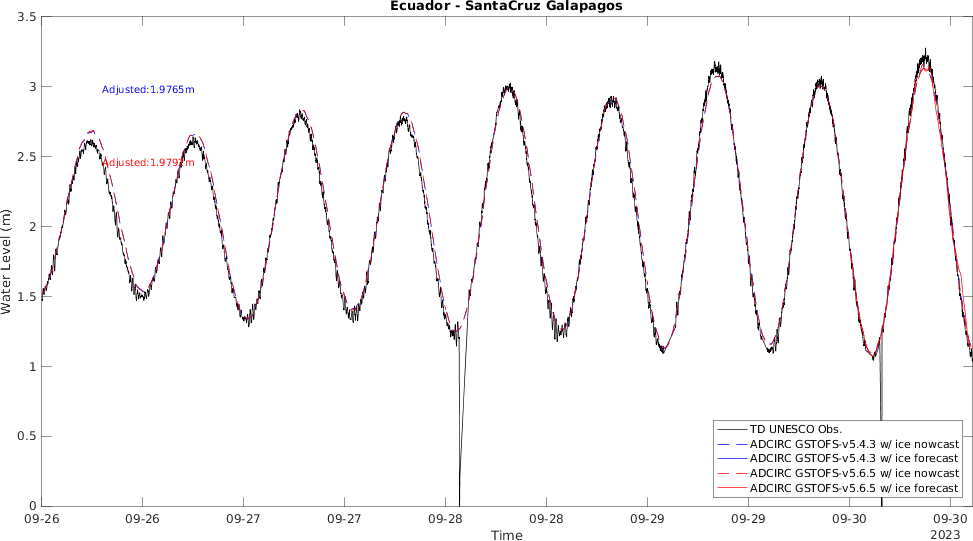 Ecuador - SantaCruz Galapagos
3.5
3
2.5
2
1.5
1
0.5
0
Water Level (m)
Adjusted:1.9765m
TD UNESCO Obs.
ADCIRC GSTOFS-v5.4.3 w/ ice nowcast
ADCIRC GSTOFS-v5.4.3 w/ ice forecast
ADCIRC GSTOFS-v5.6.5 w/ ice nowcast
ADCIRC GSTOFS-v5.6.5 w/ ice forecast
09-26 09-26 09-27 09-27 09-28 09-28 09-29 09-29 09-30 09-30
2023
Time